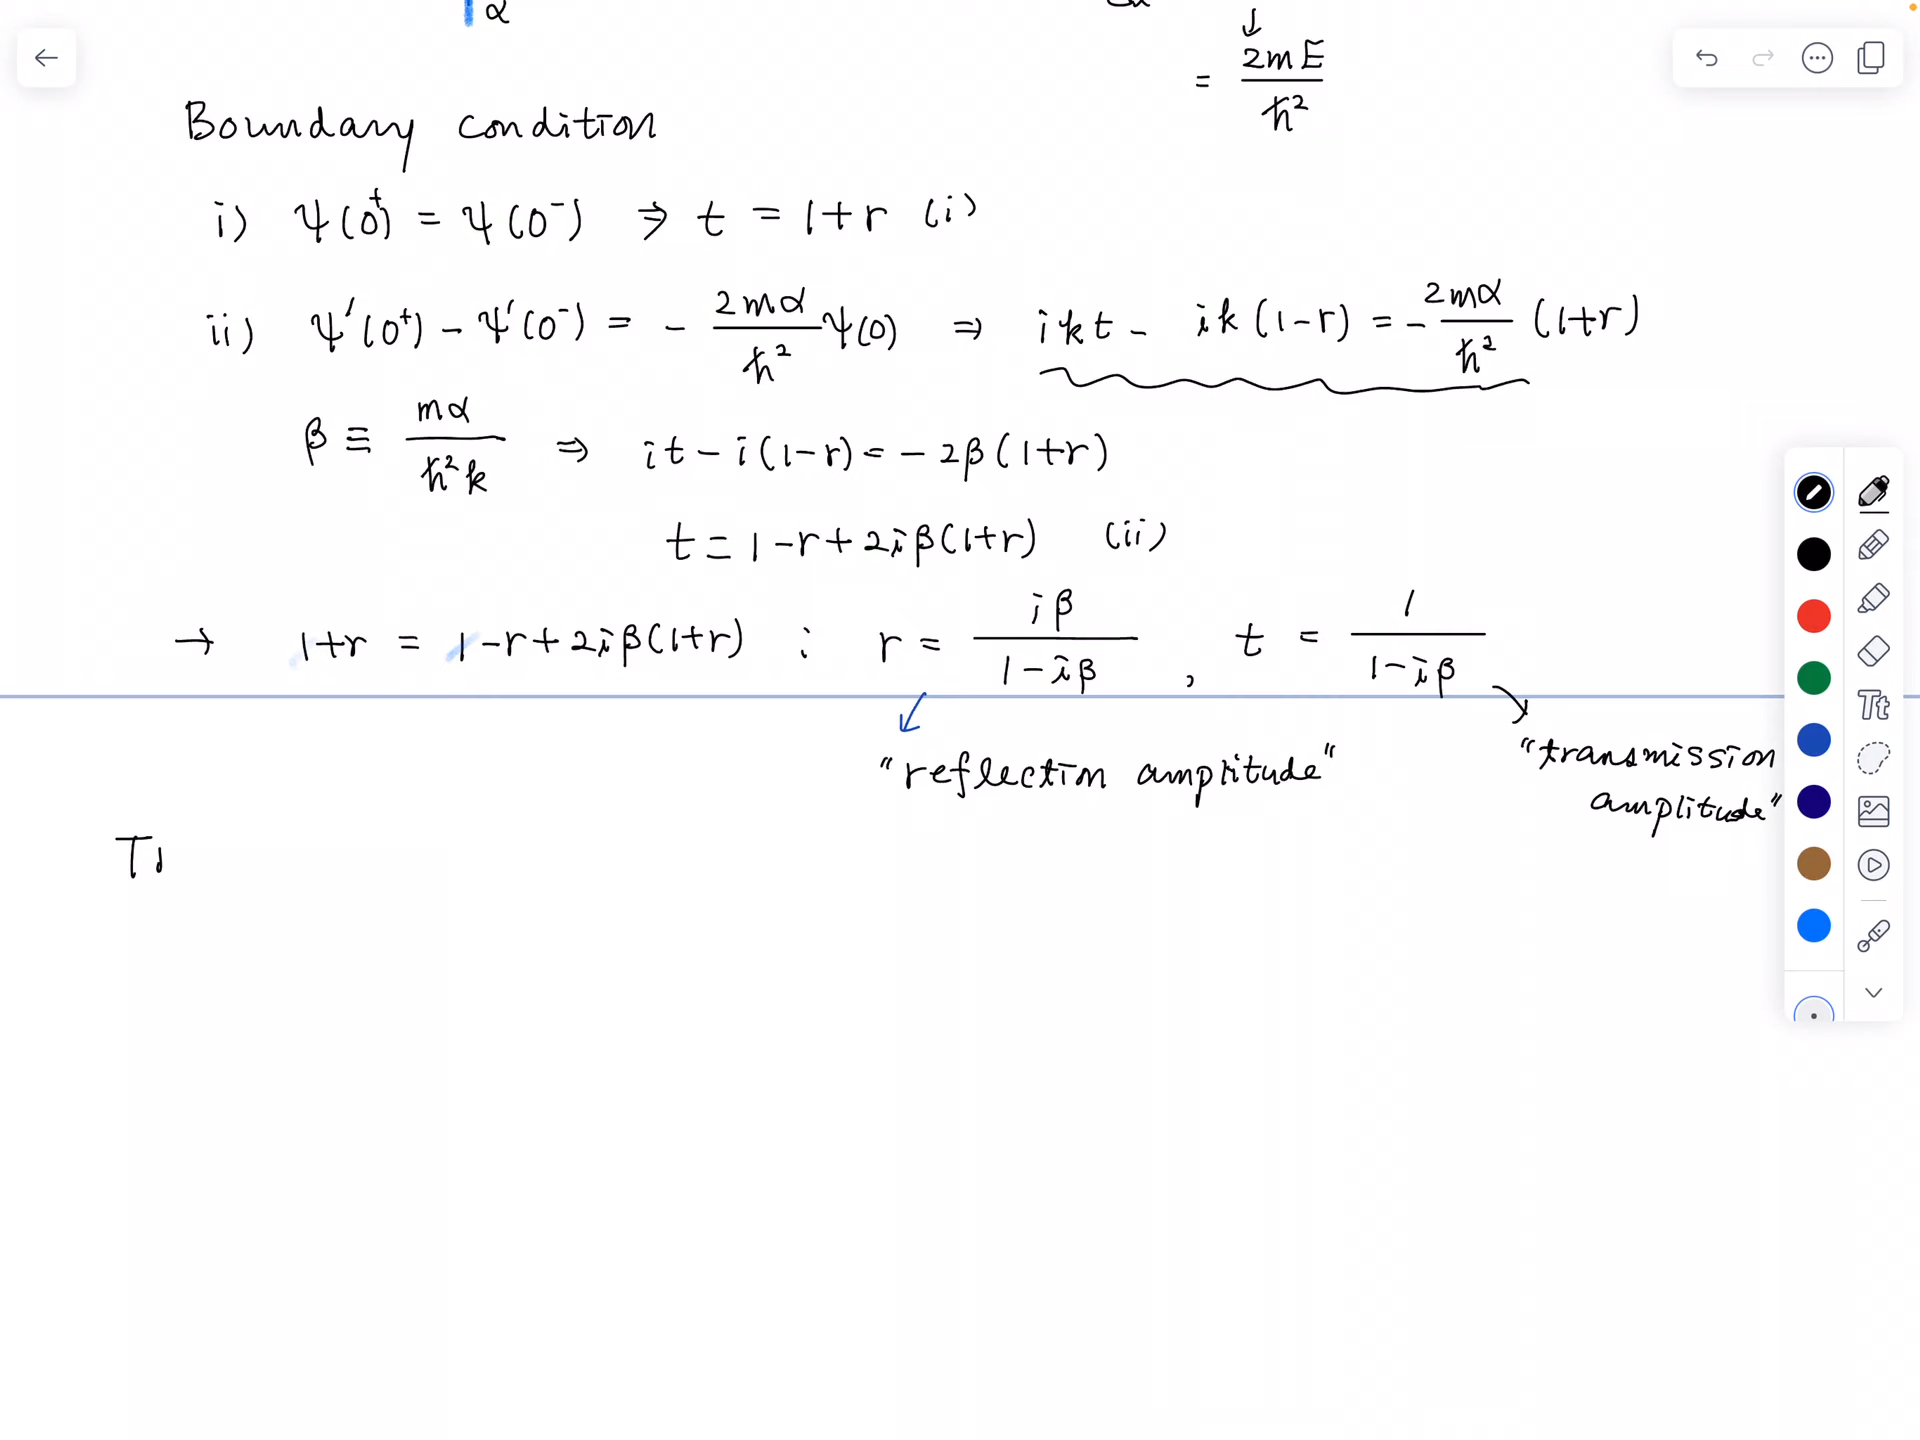 α
↓
= 2mE / ħ²
Boundary condition
i) ψ(0⁺) = ψ(0⁻) ⇒ t = 1+r (i)
ii) ψ′(0⁺) − ψ′(0⁻) = − 2mα/ħ² ψ(0) ⇒ ikt − ik(1−r) = − 2mα/ħ² (1+r)
β ≡ mα/ħ²k ⇒ it − i(1−r) = −2β(1+r)
t = 1−r+2iβ(1+r) (ii)
→ 1+r = 1−r+2iβ(1+r) : r = iβ/1−iβ , t = 1/1−iβ
"reflection amplitude"
"transmission
amplitude"
Tt